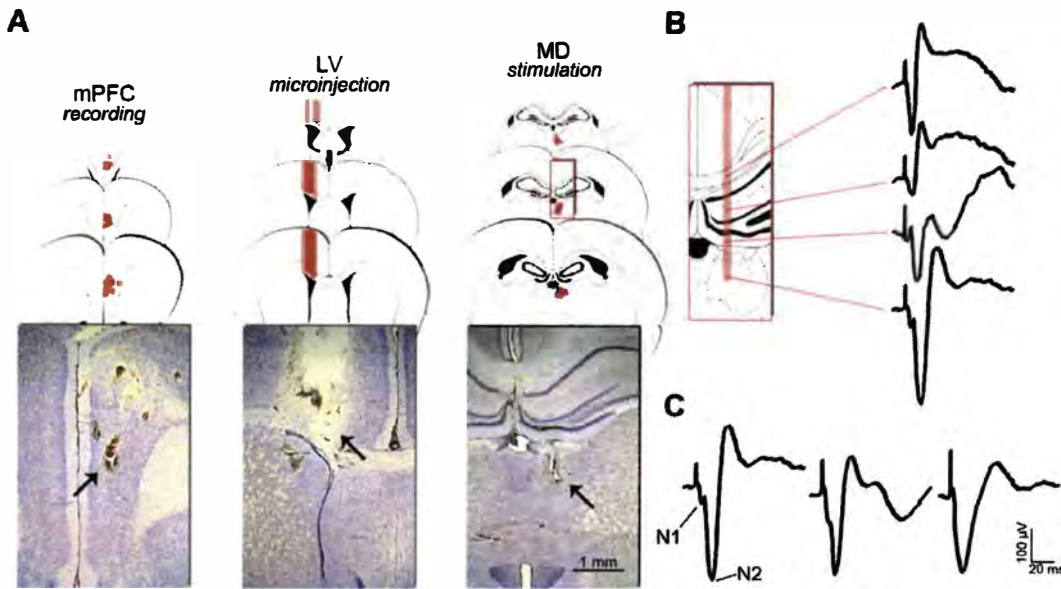 A
B
mPFC
recording
LV
microinjection
MD
stimulation
1 mm
C
N1
N2
100 µV
20 ms